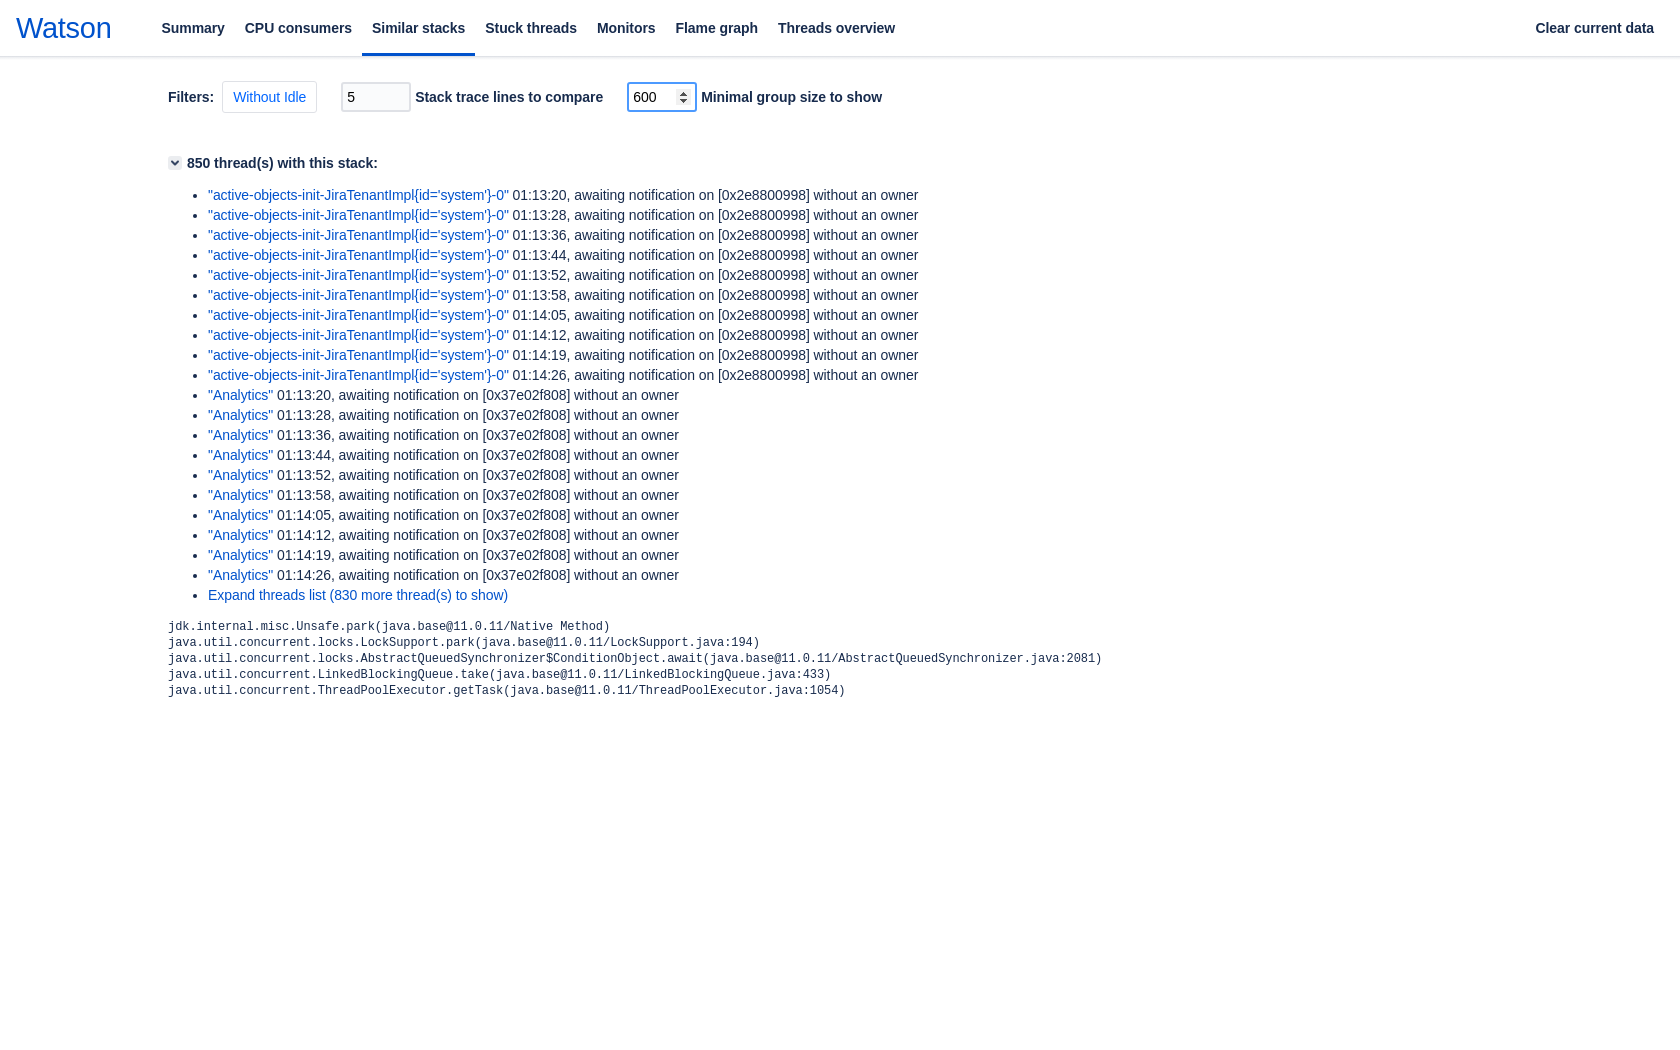 Watson
Summary
CPU consumers
Similar stacks
Stuck threads
Monitors
Flame graph
Threads overview
Clear current data
Filters:
Without Idle
5
Stack trace lines to compare
600
Minimal group size to show
850 thread(s) with this stack:
"active-objects-init-JiraTenantImpl{id='system'}-0" 01:13:20, awaiting notification on [0x2e8800998] without an owner
"active-objects-init-JiraTenantImpl{id='system'}-0" 01:13:28, awaiting notification on [0x2e8800998] without an owner
"active-objects-init-JiraTenantImpl{id='system'}-0" 01:13:36, awaiting notification on [0x2e8800998] without an owner
"active-objects-init-JiraTenantImpl{id='system'}-0" 01:13:44, awaiting notification on [0x2e8800998] without an owner
"active-objects-init-JiraTenantImpl{id='system'}-0" 01:13:52, awaiting notification on [0x2e8800998] without an owner
"active-objects-init-JiraTenantImpl{id='system'}-0" 01:13:58, awaiting notification on [0x2e8800998] without an owner
"active-objects-init-JiraTenantImpl{id='system'}-0" 01:14:05, awaiting notification on [0x2e8800998] without an owner
"active-objects-init-JiraTenantImpl{id='system'}-0" 01:14:12, awaiting notification on [0x2e8800998] without an owner
"active-objects-init-JiraTenantImpl{id='system'}-0" 01:14:19, awaiting notification on [0x2e8800998] without an owner
"active-objects-init-JiraTenantImpl{id='system'}-0" 01:14:26, awaiting notification on [0x2e8800998] without an owner
"Analytics" 01:13:20, awaiting notification on [0x37e02f808] without an owner
"Analytics" 01:13:28, awaiting notification on [0x37e02f808] without an owner
"Analytics" 01:13:36, awaiting notification on [0x37e02f808] without an owner
"Analytics" 01:13:44, awaiting notification on [0x37e02f808] without an owner
"Analytics" 01:13:52, awaiting notification on [0x37e02f808] without an owner
"Analytics" 01:13:58, awaiting notification on [0x37e02f808] without an owner
"Analytics" 01:14:05, awaiting notification on [0x37e02f808] without an owner
"Analytics" 01:14:12, awaiting notification on [0x37e02f808] without an owner
"Analytics" 01:14:19, awaiting notification on [0x37e02f808] without an owner
"Analytics" 01:14:26, awaiting notification on [0x37e02f808] without an owner
Expand threads list (830 more thread(s) to show)
jdk.internal.misc.Unsafe.park(java.base@11.0.11/Native Method)
java.util.concurrent.locks.LockSupport.park(java.base@11.0.11/LockSupport.java:194)
java.util.concurrent.locks.AbstractQueuedSynchronizer$ConditionObject.await(java.base@11.0.11/AbstractQueuedSynchronizer.java:2081)
java.util.concurrent.LinkedBlockingQueue.take(java.base@11.0.11/LinkedBlockingQueue.java:433)
java.util.concurrent.ThreadPoolExecutor.getTask(java.base@11.0.11/ThreadPoolExecutor.java:1054)